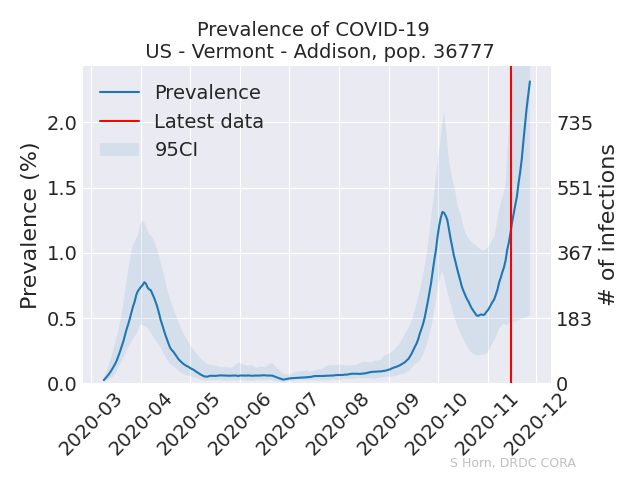 Prevalence of COVID-19
US - Vermont - Addison, pop. 36777
Prevalence
Latest data
95CI
Prevalence (%)
2.0
1.5
1.0
0.5
0.0
735
551
367
183
0
# of infections
2020-03
2020-04
2020-05
2020-06
2020-07
2020-08
2020-09
2020-10
2020-11
2020-12
S Horn, DRDC CORA